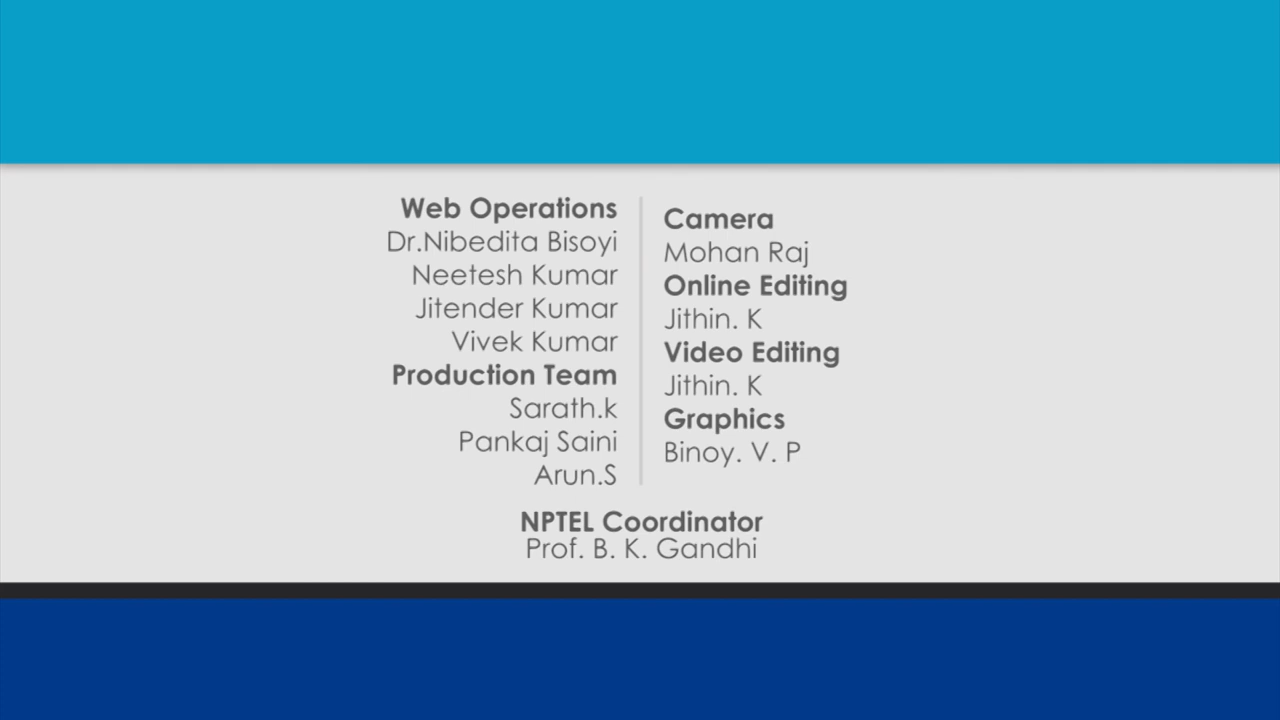 Web Operations
Dr.Nibedita Bisoyi
Neetesh Kumar
Jitender Kumar
Vivek Kumar
Production Team
Sarath.k
Pankaj Saini
Arun.S
Camera
Mohan Raj
Online Editing
Jithin. K
Video Editing
Jithin. K
Graphics
Binoy. V. P
NPTEL Coordinator
Prof. B. K. Gandhi